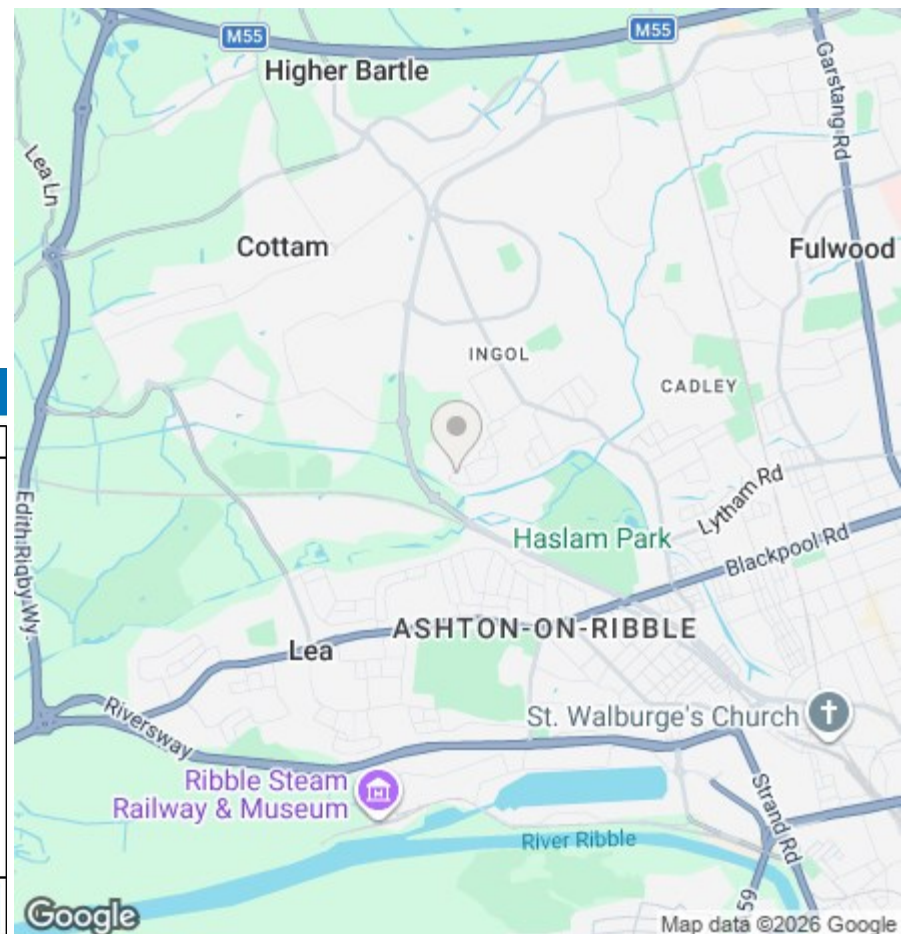 M55
M55
Higher Bartle
Garstang Rd
Lea Ln
Cottam
Fulwood
INGOL
CADLEY
Lytham Rd
Haslam Park
Blackpool Rd
Edith Rigby Wy.
ASHTON-ON-RIBBLE
Lea
Riversway
St. Walburge's Church
Ribble Steam
Railway & Museum
Strand Rd
River Ribble
59
Google
Map data ©2026 Google